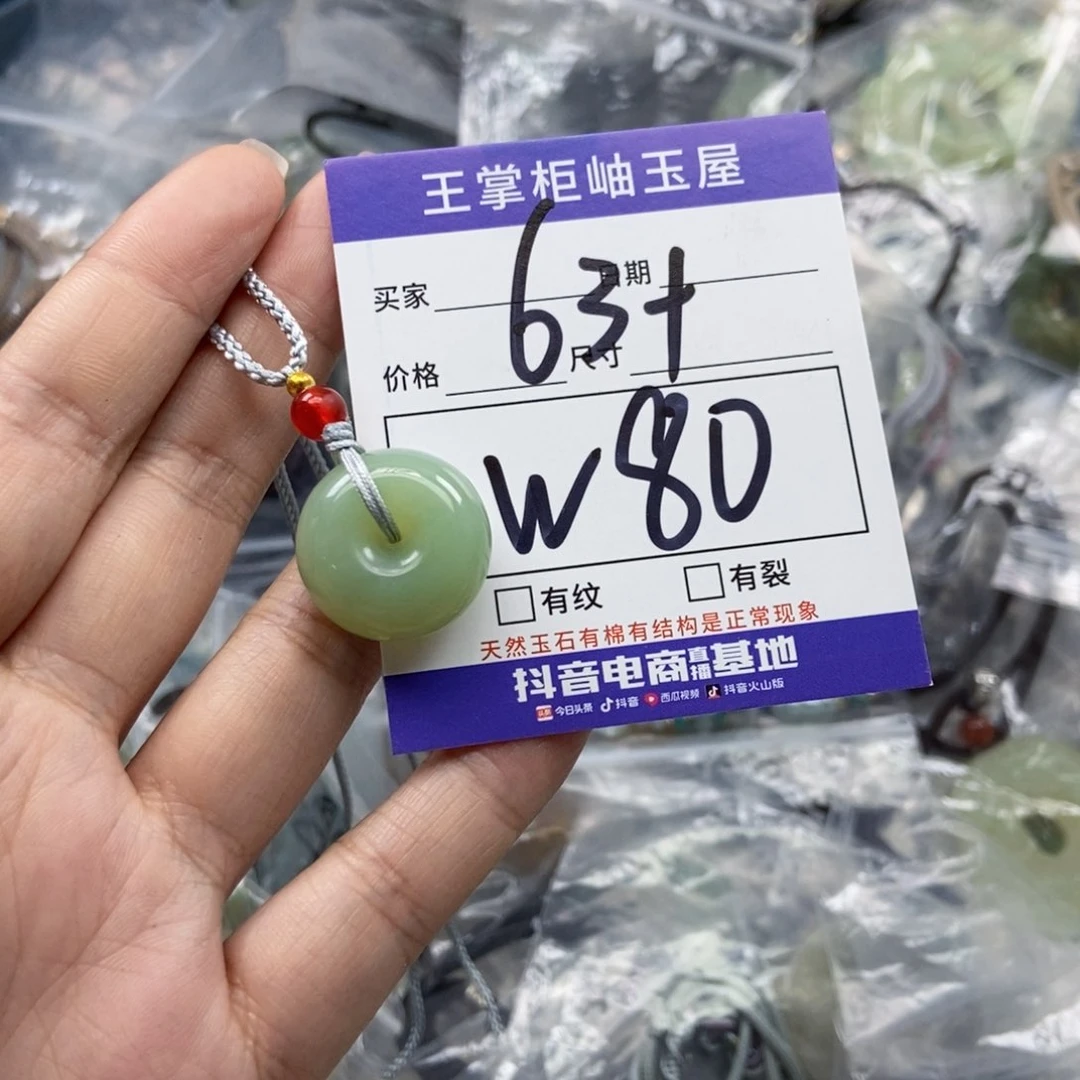 王掌柜岫玉屋
买家 日期
63+
价格 尺寸
W80
有纹 有裂
天然玉石有棉有结构是正常现象
抖音电商直播基地
今日头条 抖音 西瓜视频 抖音火山版